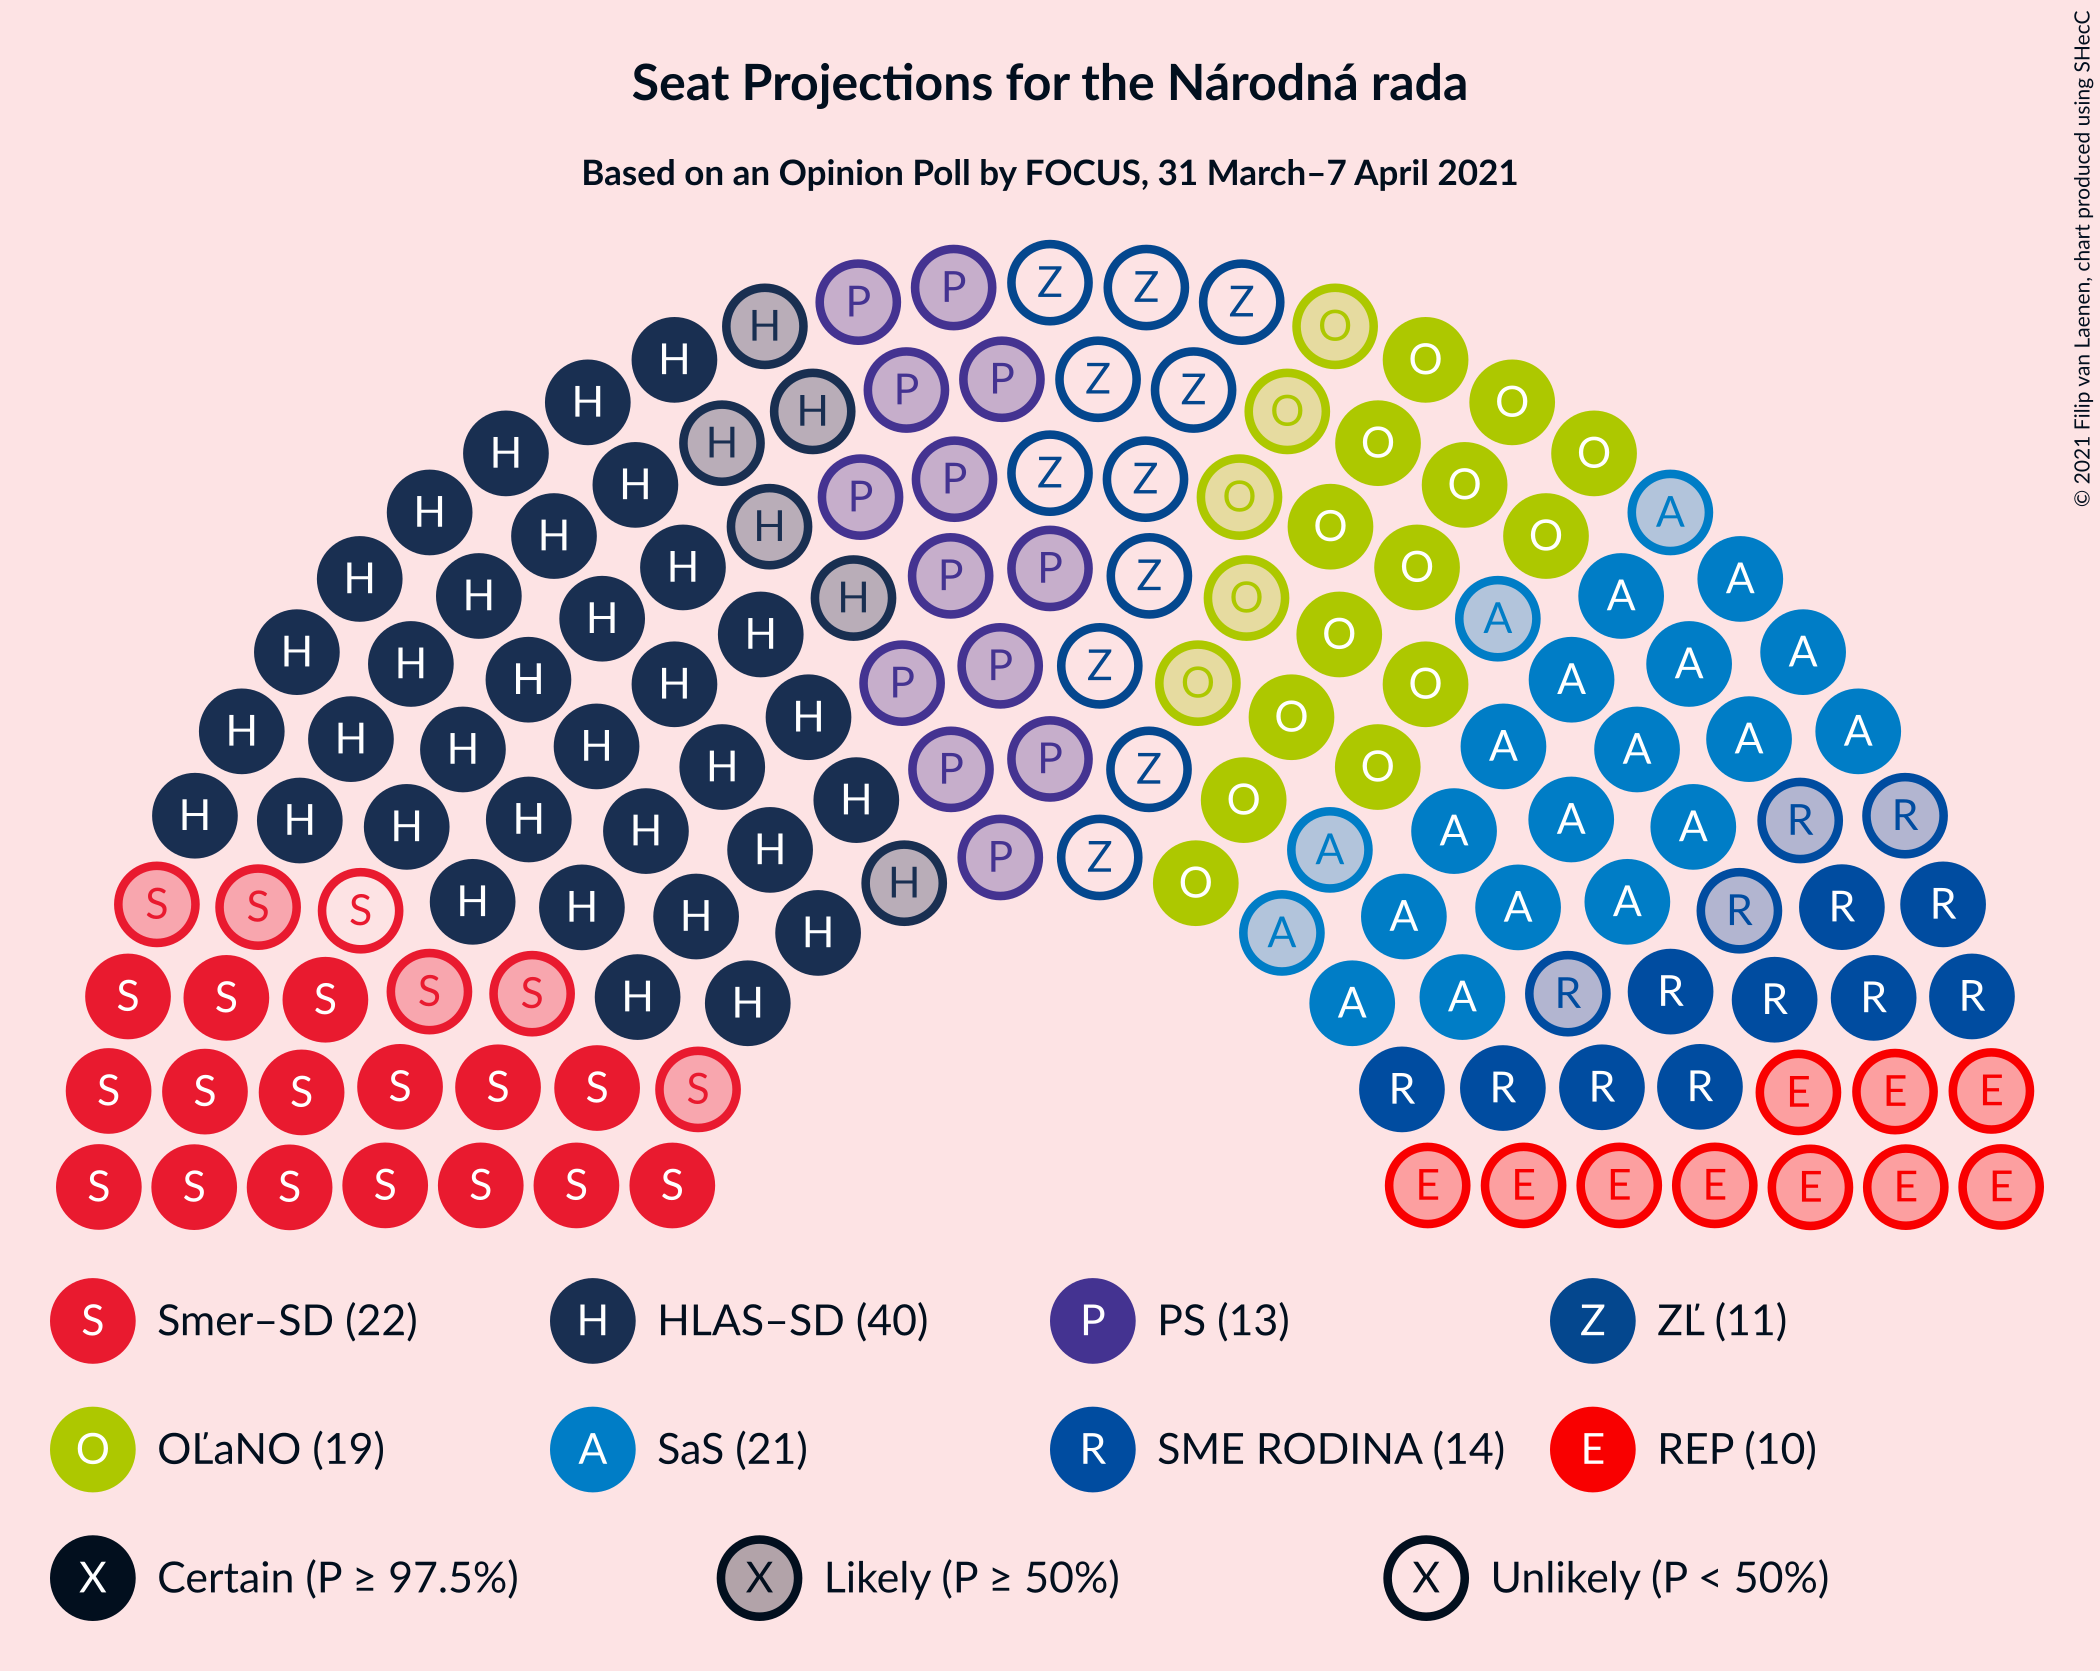 Seat Projections for the Národná rada
Based on an Opinion Poll by FOCUS, 31 March–7 April 2021
© 2021 Filip van Laenen, chart produced using SHecC
P P Z Z Z
H O
H P P Z Z O
H O
H H O O
H P P Z Z O
H H O O
H H O O
H P P Z O
H H O A
H H O O
H P P Z O
H H A A
H H O A
H H O A
H P P Z O
H H A A
H H O A
H H O A
H H A A
H H O A
H P Z O
H H A A
H H A A
H H A R
H H O R
H H A A
S S S H H H H A A A A R R R
S S S S S H H A A R R R R R
S S S S S S S R R R R E E E
S S S S S S S E E E E E E E
S Smer–SD (22) H HLAS–SD (40) P PS (13) Z ZĽ (11)
O OĽaNO (19) A SaS (21) R SME RODINA (14) E REP (10)
X Certain (P ≥ 97.5%) X Likely (P ≥ 50%) X Unlikely (P < 50%)